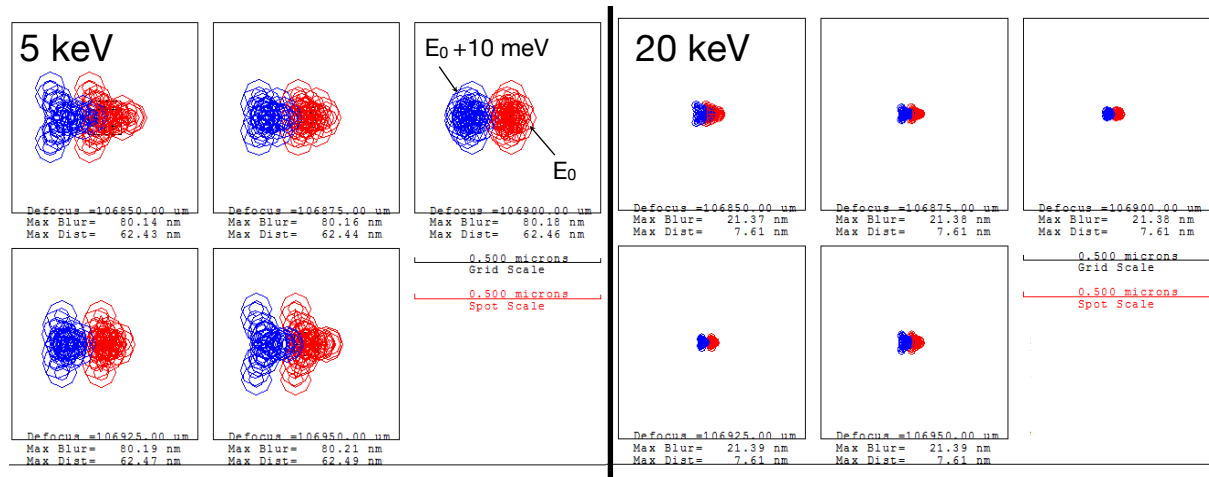 5 keV
E₀ +10 meV
E₀
Defocus =106850.00 um
Max Blur= 80.14 nm
Max Dist= 62.43 nm
Defocus =106875.00 um
Max Blur= 80.16 nm
Max Dist= 62.44 nm
Defocus =106900.00 um
Max Blur= 80.18 nm
Max Dist= 62.46 nm
0.500 microns
Grid Scale
0.500 microns
Spot Scale
Defocus =106925.00 um
Max Blur= 80.19 nm
Max Dist= 62.47 nm
Defocus =106950.00 um
Max Blur= 80.21 nm
Max Dist= 62.49 nm
20 keV
Defocus =106850.00 um
Max Blur= 21.37 nm
Max Dist= 7.61 nm
Defocus =106875.00 um
Max Blur= 21.38 nm
Max Dist= 7.61 nm
Defocus =106900.00 um
Max Blur= 21.38 nm
Max Dist= 7.61 nm
0.500 microns
Grid Scale
0.500 microns
Spot Scale
Defocus =106925.00 um
Max Blur= 21.39 nm
Max Dist= 7.61 nm
Defocus =106950.00 um
Max Blur= 21.39 nm
Max Dist= 7.61 nm